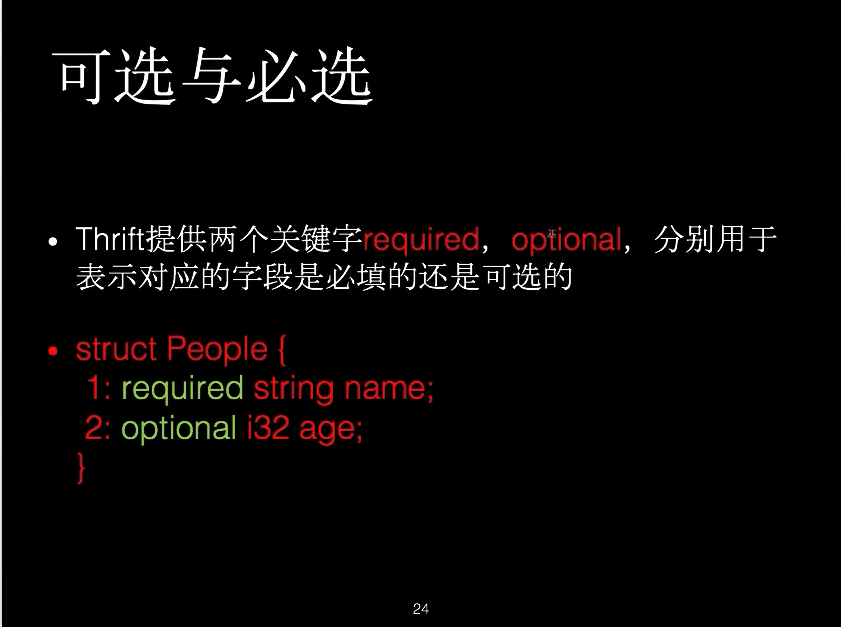 可选与必选
• Thrift提供两个关键字required，optional，分别用于
表示对应的字段是必填的还是可选的
• struct People {
1: required string name;
2: optional i32 age;
}
24